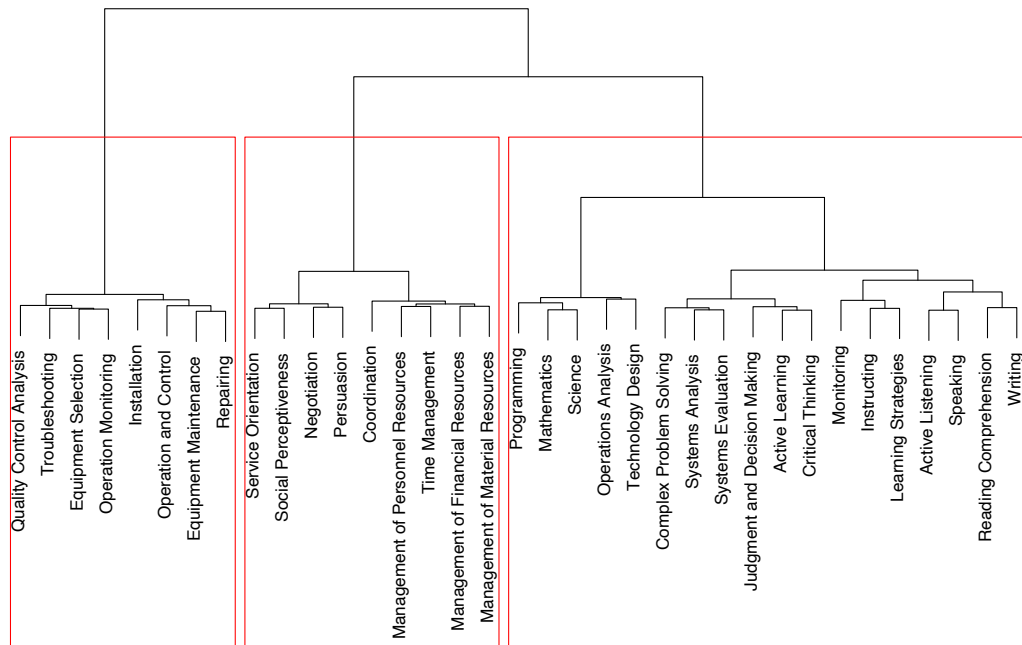 Quality Control Analysis
Troubleshooting
Equipment Selection
Operation Monitoring
Installation
Operation and Control
Equipment Maintenance
Repairing
Service Orientation
Social Perceptiveness
Negotiation
Persuasion
Coordination
Management of Personnel Resources
Time Management
Management of Financial Resources
Management of Material Resources
Programming
Mathematics
Science
Operations Analysis
Technology Design
Complex Problem Solving
Systems Analysis
Systems Evaluation
Judgment and Decision Making
Active Learning
Critical Thinking
Monitoring
Instructing
Learning Strategies
Active Listening
Speaking
Reading Comprehension
Writing